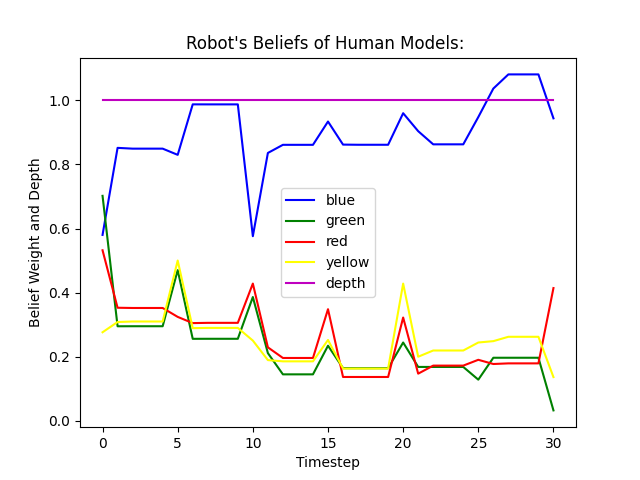 Robot's Beliefs of Human Models:
Belief Weight and Depth
1.0
0.8
0.6
0.4
0.2
0.0
blue
green
red
yellow
depth
0 5 10 15 20 25 30
Timestep